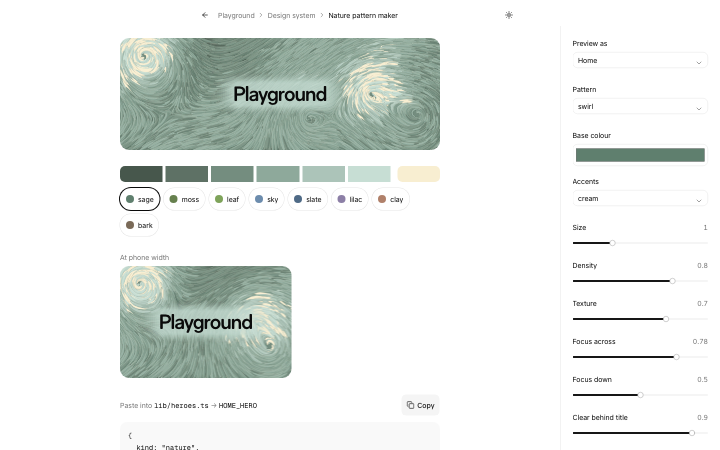 Playground > Design system > Nature pattern maker
Playground
sage
moss
leaf
sky
slate
lilac
clay
bark
At phone width
Playground
Paste into lib/heroes.ts → HOME_HERO
Copy
{
kind: "nature",
Preview as
Home
Pattern
swirl
Base colour
Accents
cream
Size 1
Density 0.8
Texture 0.7
Focus across 0.78
Focus down 0.5
Clear behind title 0.9